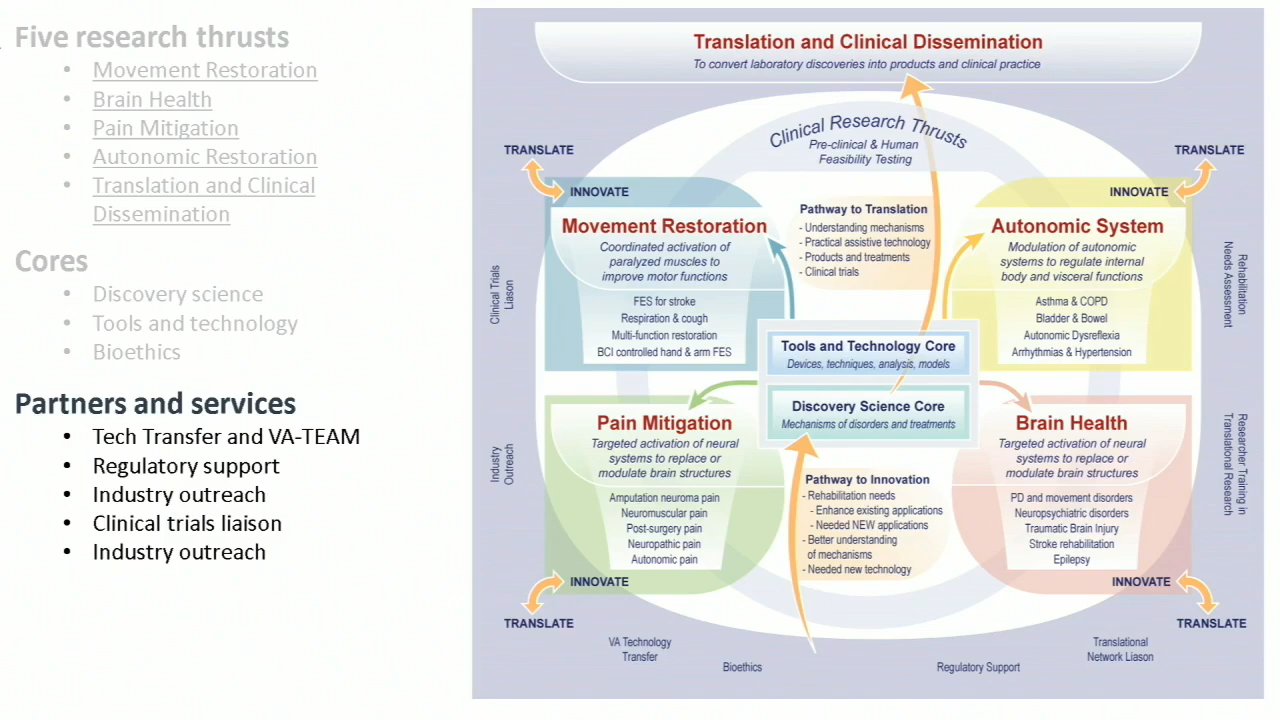 Five research thrusts
• Movement Restoration
• Brain Health
• Pain Mitigation
• Autonomic Restoration
• Translation and Clinical
Dissemination
Cores
• Discovery science
• Tools and technology
• Bioethics
Partners and services
• Tech Transfer and VA-TEAM
• Regulatory support
• Industry outreach
• Clinical trials liaison
• Industry outreach
Translation and Clinical Dissemination
To convert laboratory discoveries into products and clinical practice
Clinical Research Thrusts
Pre-clinical & Human
Feasibility Testing
TRANSLATE
INNOVATE
Movement Restoration
Coordinated activation of
paralyzed muscles to
improve motor functions
FES for stroke
Respiration & cough
Multi-function restoration
BCI controlled hand & arm FES
Clinical Trials
Liason
Pathway to Translation
- Understanding mechanisms
- Practical assistive technology
- Products and treatments
- Clinical trials
TRANSLATE
INNOVATE
Autonomic System
Modulation of autonomic
systems to regulate internal
body and visceral functions
Asthma & COPD
Bladder & Bowel
Autonomic Dysreflexia
Arrhythmias & Hypertension
Rehabilitation
Needs Assessment
Tools and Technology Core
Devices, techniques, analysis, models
Discovery Science Core
Mechanisms of disorders and treatments
Pain Mitigation
Targeted activation of neural
systems to replace or
modulate brain structures
Amputation neuroma pain
Neuromuscular pain
Post-surgery pain
Neuropathic pain
Autonomic pain
INNOVATE
TRANSLATE
Industry
Outreach
Pathway to Innovation
- Rehabilitation needs
- Enhance existing applications
- Needed NEW applications
- Better understanding
of mechanisms
- Needed new technology
Brain Health
Targeted activation of neural
systems to replace or
modulate brain structures
PD and movement disorders
Neuropsychiatric disorders
Traumatic Brain Injury
Stroke rehabilitation
Epilepsy
INNOVATE
TRANSLATE
Researcher Training in
Translational Research
VA Technology
Transfer
Bioethics
Regulatory Support
Translational
Network Liason